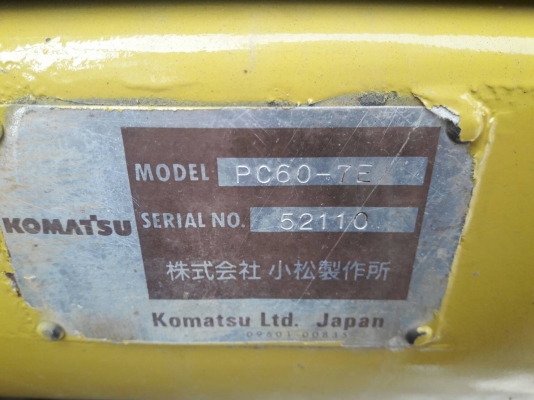 MODEL PC60-7E
KOMATSU
SERIAL NO. 52110
株式会社 小松製作所
Komatsu Ltd. Japan